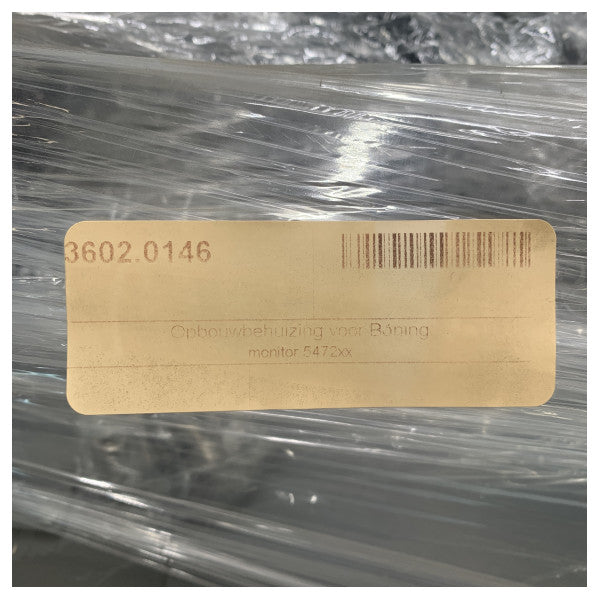 3602.0146
Opbouwbehuizing voor Böning
monitor 5472xx